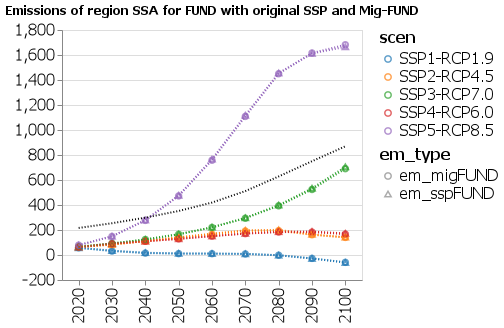 Emissions of region SSA for FUND with original SSP and Mig-FUND
1,800
1,600
1,400
1,200
1,000
800
600
400
200
0
-200
2020
2030
2040
2050
2060
2070
2080
2090
2100
scen
SSP1-RCP1.9
SSP2-RCP4.5
SSP3-RCP7.0
SSP4-RCP6.0
SSP5-RCP8.5
em_type
em_migFUND
em_sspFUND